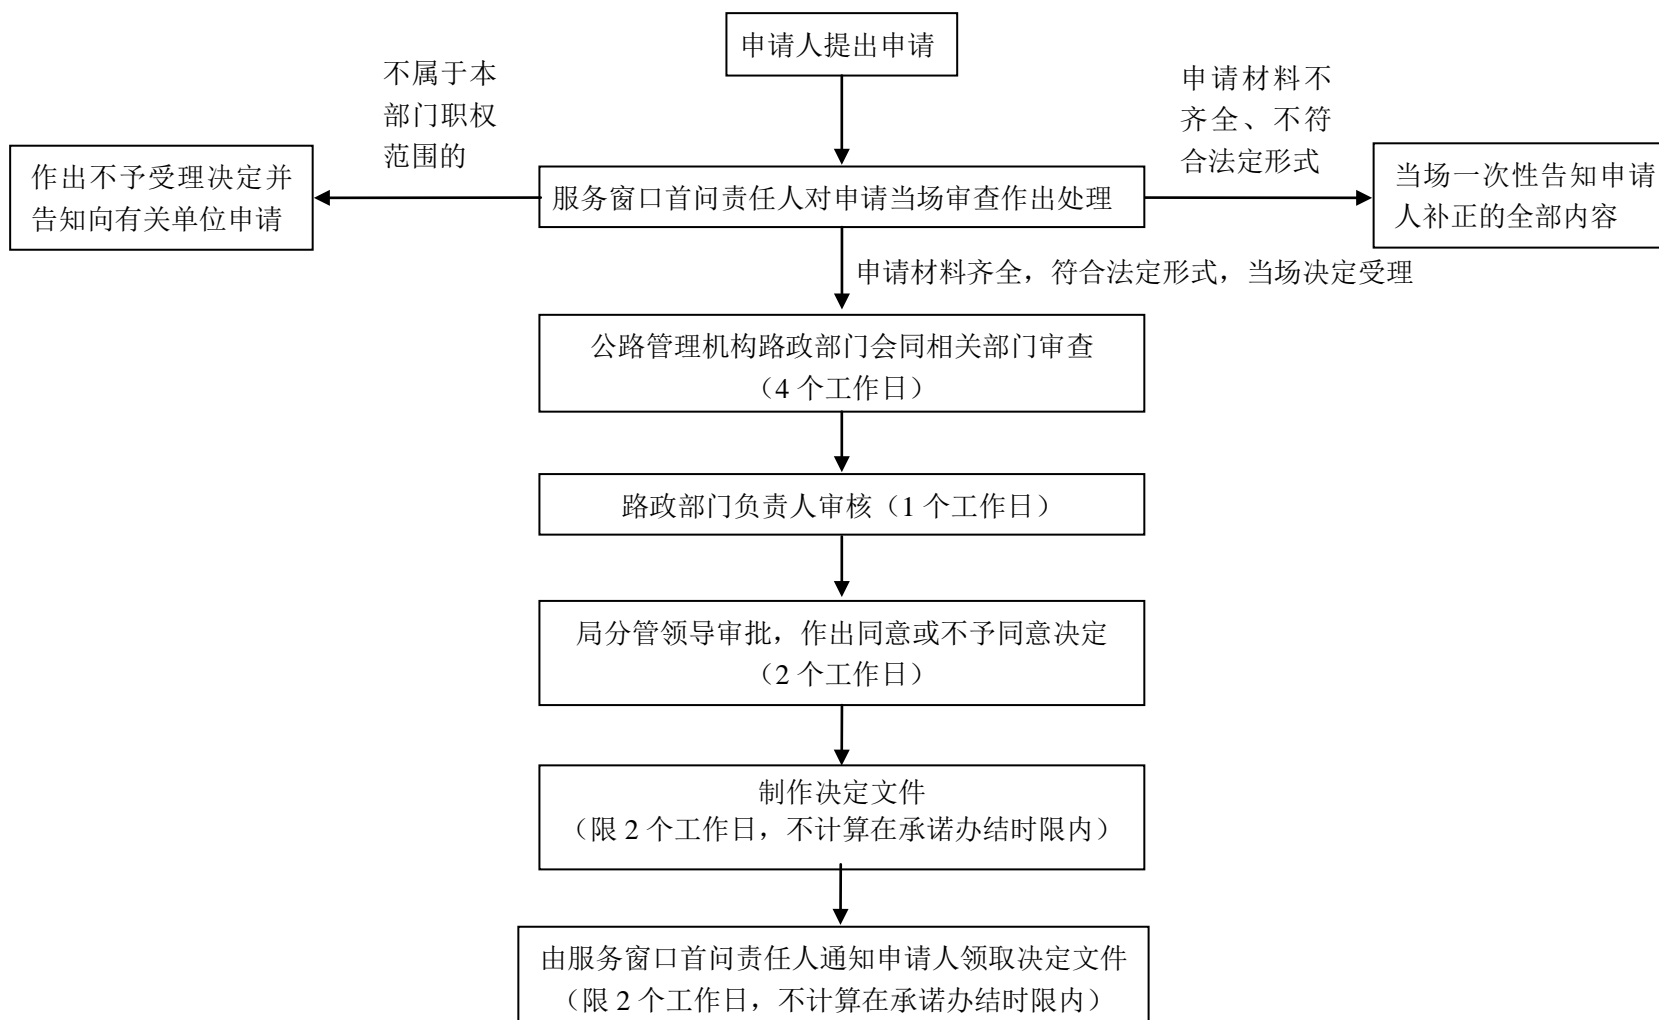 申请人提出申请
不属于本
部门职权
范围的
申请材料不
齐全、不符
合法定形式
作出不予受理决定并
告知向有关单位申请
服务窗口首问责任人对申请当场审查作出处理
当场一次性告知申请
人补正的全部内容
申请材料齐全，符合法定形式，当场决定受理
公路管理机构路政部门会同相关部门审查
（4 个工作日）
路政部门负责人审核（1 个工作日）
局分管领导审批，作出同意或不予同意决定
（2 个工作日）
制作决定文件
（限 2 个工作日，不计算在承诺办结时限内）
由服务窗口首问责任人通知申请人领取决定文件
（限 2 个工作日，不计算在承诺办结时限内）